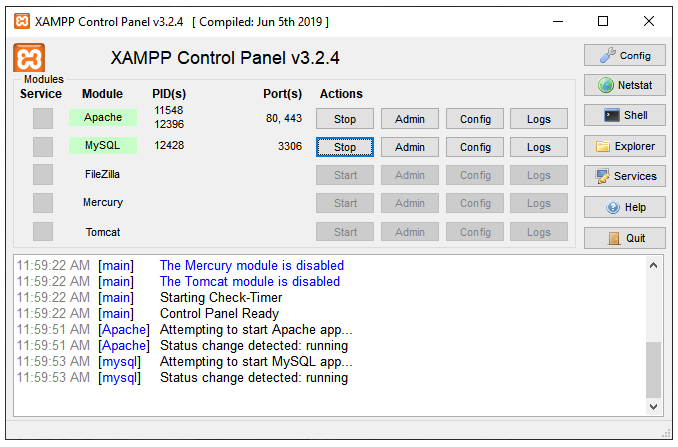 XAMPP Control Panel v3.2.4 [ Compiled: Jun 5th 2019 ]
XAMPP Control Panel v3.2.4
Modules
Service Module PID(s) Port(s) Actions
Apache 11548 12396 80, 443 Stop Admin Config Logs
MySQL 12428 3306 Stop Admin Config Logs
FileZilla Start Admin Config Logs
Mercury Start Admin Config Logs
Tomcat Start Admin Config Logs
Config
Netstat
Shell
Explorer
Services
Help
Quit
11:59:22 AM [main] The Mercury module is disabled
11:59:22 AM [main] The Tomcat module is disabled
11:59:22 AM [main] Starting Check-Timer
11:59:22 AM [main] Control Panel Ready
11:59:51 AM [Apache] Attempting to start Apache app...
11:59:51 AM [Apache] Status change detected: running
11:59:53 AM [mysql] Attempting to start MySQL app...
11:59:53 AM [mysql] Status change detected: running